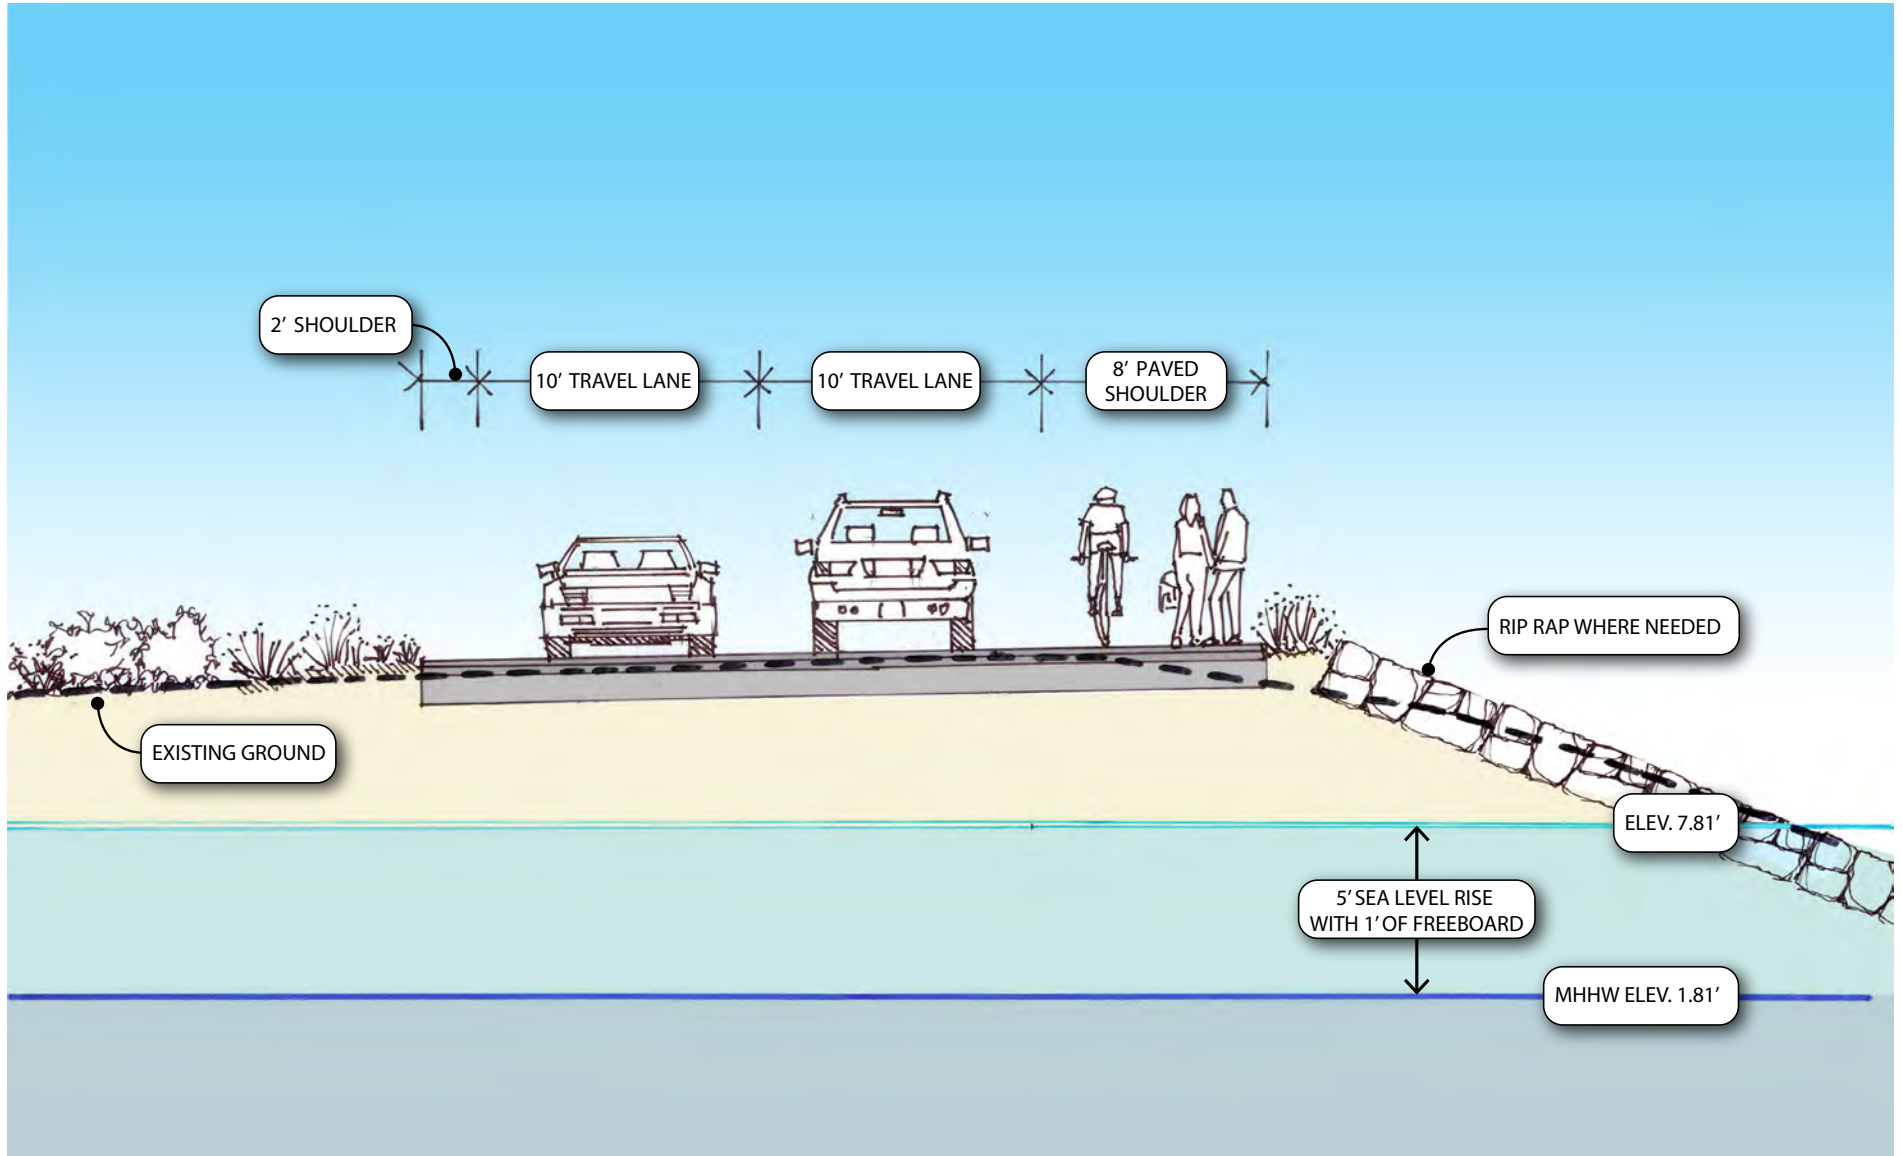 2’ SHOULDER
10’ TRAVEL LANE
10’ TRAVEL LANE
8’ PAVED
SHOULDER
RIP RAP WHERE NEEDED
EXISTING GROUND
ELEV. 7.81’
5’ SEA LEVEL RISE
WITH 1’ OF FREEBOARD
MHHW ELEV. 1.81’